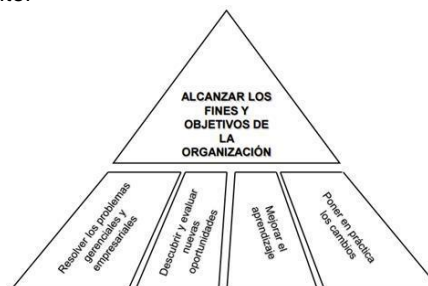 ALCANZAR LOS
FINES Y
OBJETIVOS DE
LA
ORGANIZACIÓN
Resolver los problemas
gerenciales y
empresariales
Descubrir y evaluar
nuevas
oportunidades
Mejorar el
aprendizaje
Poner en práctica
los cambios